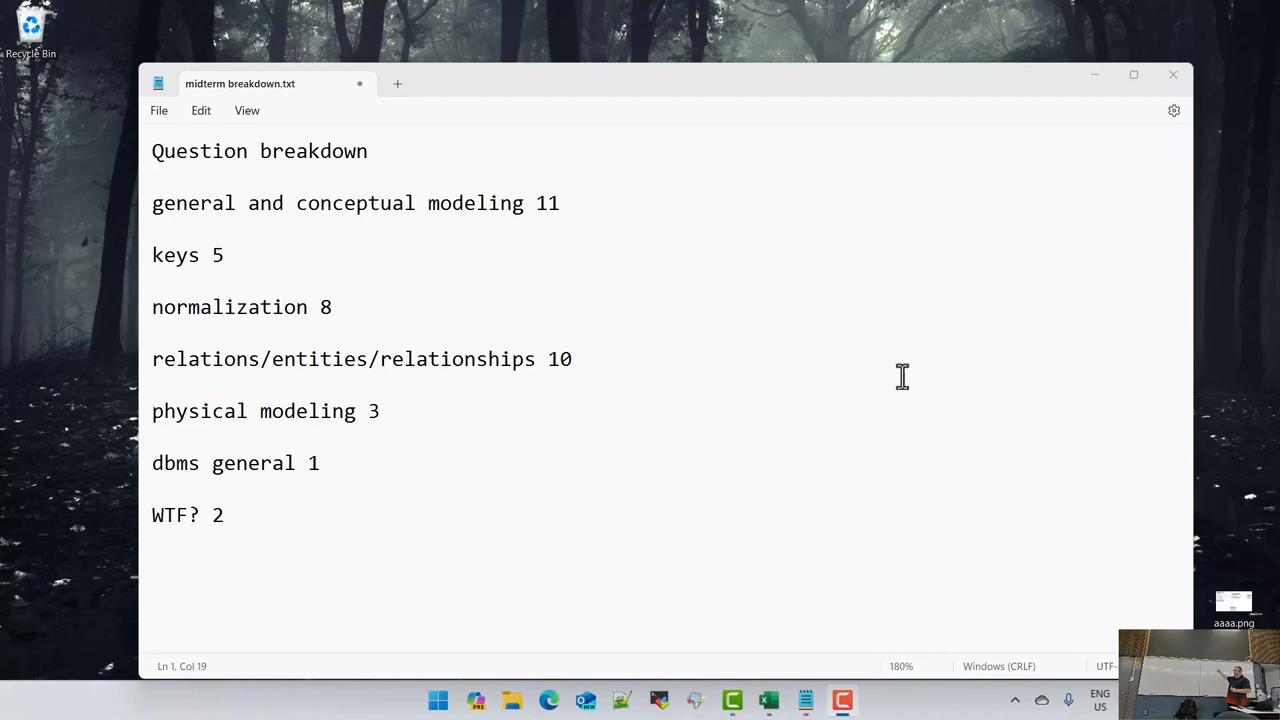 Recycle Bin
midterm breakdown.txt
File Edit View
Question breakdown
general and conceptual modeling 11
keys 5
normalization 8
relations/entities/relationships 10
physical modeling 3
dbms general 1
WTF? 2
aaaa.png
Ln 1, Col 19
180%
Windows (CRLF)
UTF-
ENG
US